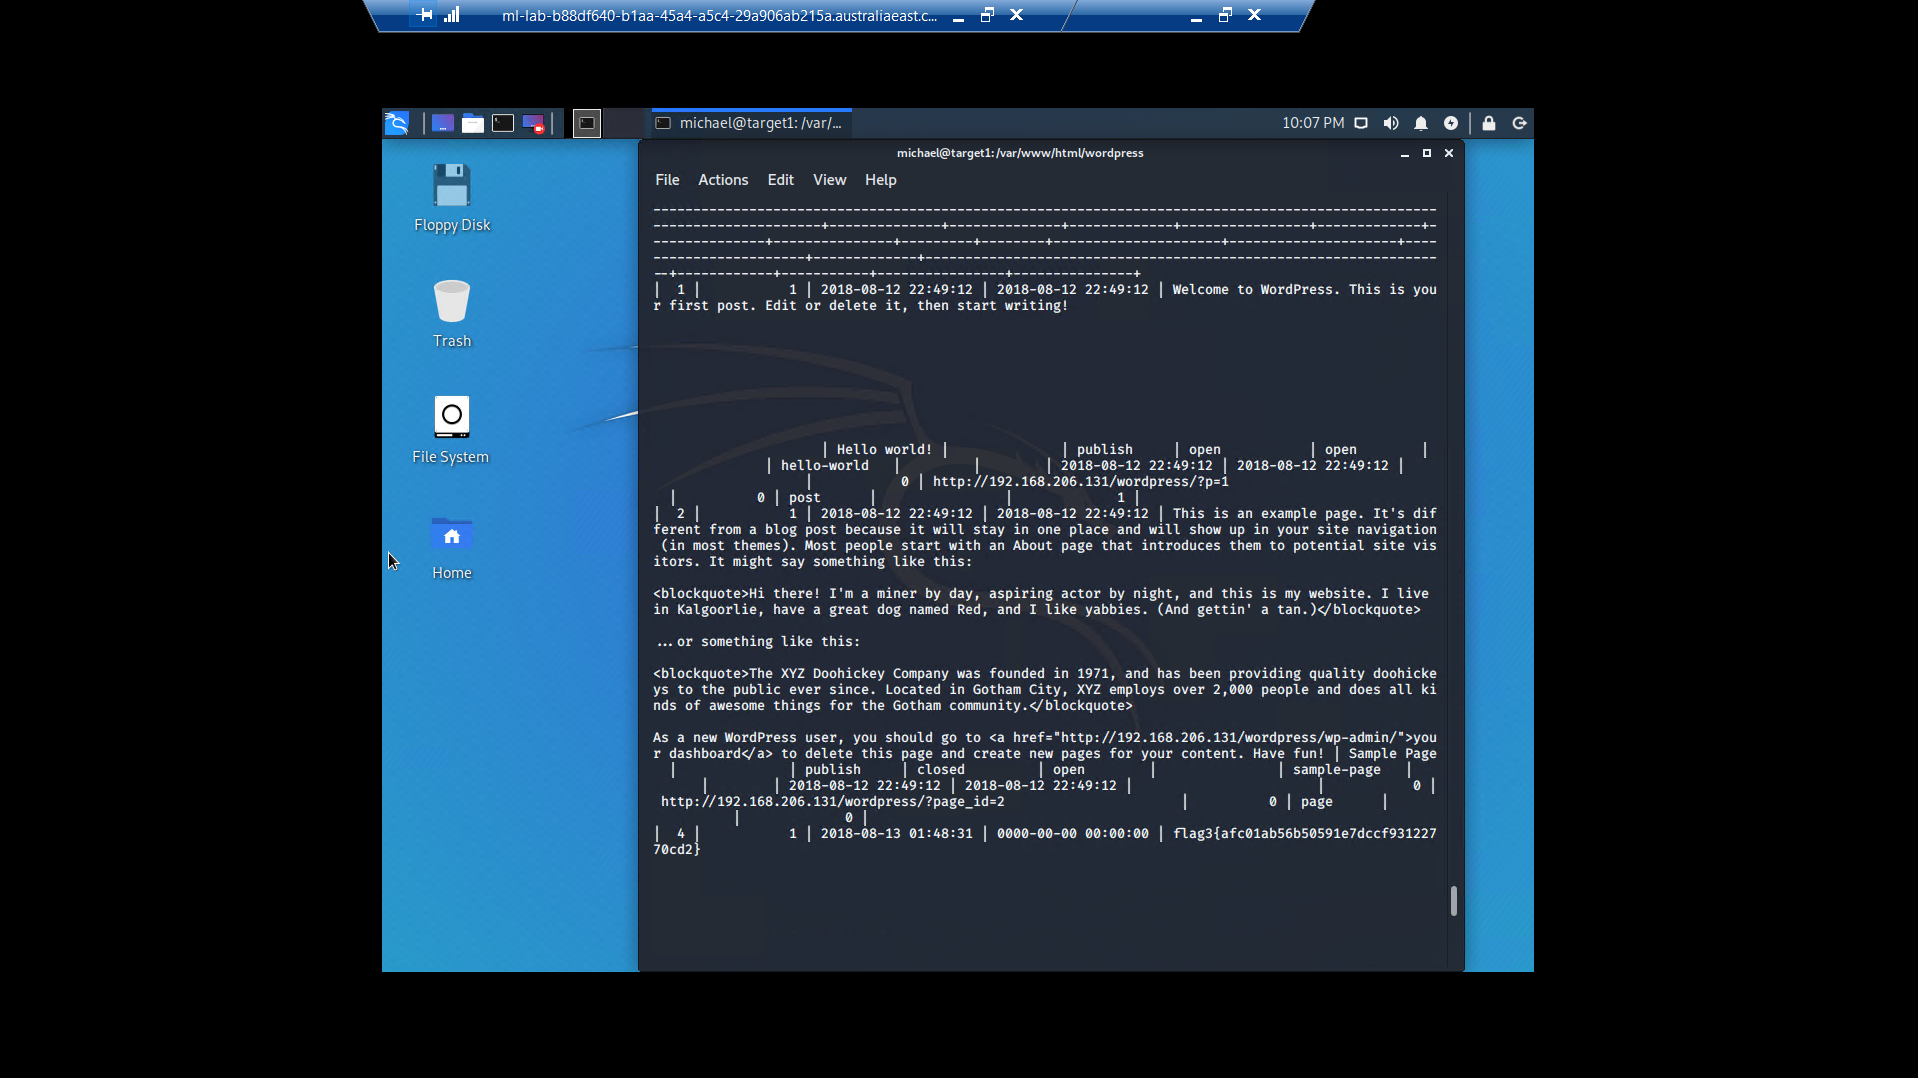 ml-lab-b88df640-b1aa-45a4-a5c4-29a906ab215a.australiaeast.c...
michael@target1: /var/...
10:07 PM
michael@target1:/var/www/html/wordpress
File Actions Edit View Help
Floppy Disk
Trash
File System
Home
-------------------------------------------------------------------------------------------------
---------------------+--------------+--------------+-------------+----------------+-------------+-
--------------+---------------+---------+--------+---------------------+---------------------+----
-------------------+-------------+----------------------------------------------------------------
--+------------+-----------+----------------+---------------+
| 1 | 1 | 2018-08-12 22:49:12 | 2018-08-12 22:49:12 | Welcome to WordPress. This is you
r first post. Edit or delete it, then start writing!
| Hello world! | | publish | open | open |
| hello-world | | | 2018-08-12 22:49:12 | 2018-08-12 22:49:12 |
| 0 | http://192.168.206.131/wordpress/?p=1
| 0 | post | | 1 |
| 2 | 1 | 2018-08-12 22:49:12 | 2018-08-12 22:49:12 | This is an example page. It's dif
ferent from a blog post because it will stay in one place and will show up in your site navigation
(in most themes). Most people start with an About page that introduces them to potential site vis
itors. It might say something like this:
<blockquote>Hi there! I'm a miner by day, aspiring actor by night, and this is my website. I live
in Kalgoorlie, have a great dog named Red, and I like yabbies. (And gettin' a tan.)</blockquote>
...or something like this:
<blockquote>The XYZ Doohickey Company was founded in 1971, and has been providing quality doohicke
ys to the public ever since. Located in Gotham City, XYZ employs over 2,000 people and does all ki
nds of awesome things for the Gotham community.</blockquote>
As a new WordPress user, you should go to <a href="http://192.168.206.131/wordpress/wp-admin/">you
r dashboard</a> to delete this page and create new pages for your content. Have fun! | Sample Page
| | publish | closed | open | | sample-page |
| | 2018-08-12 22:49:12 | 2018-08-12 22:49:12 | | 0 |
http://192.168.206.131/wordpress/?page_id=2 | 0 | page |
| 0 |
| 4 | 1 | 2018-08-13 01:48:31 | 0000-00-00 00:00:00 | flag3{afc01ab56b50591e7dccf931227
70cd2}